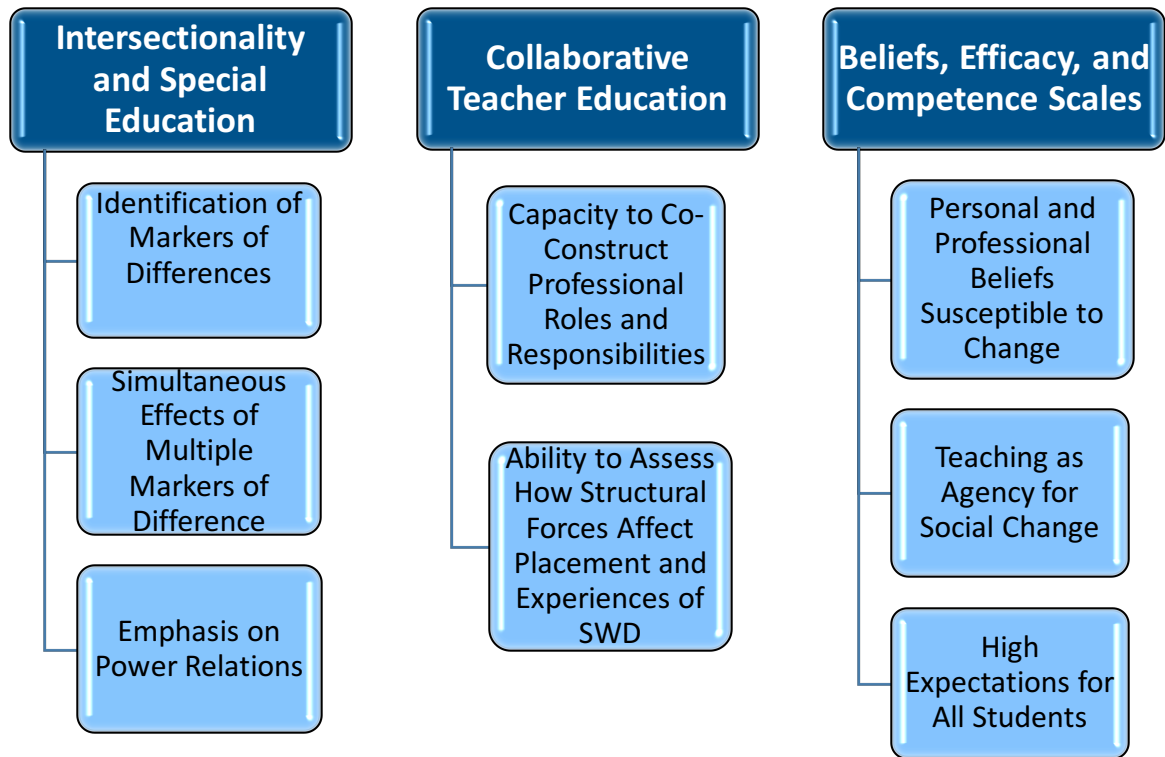 Intersectionality
and Special
Education
Identification of
Markers of
Differences
Simultaneous
Effects of
Multiple
Markers of
Difference
Emphasis on
Power Relations
Collaborative
Teacher Education
Capacity to Co-
Construct
Professional
Roles and
Responsibilities
Ability to Assess
How Structural
Forces Affect
Placement and
Experiences of
SWD
Beliefs, Efficacy, and
Competence Scales
Personal and
Professional
Beliefs
Susceptible to
Change
Teaching as
Agency for
Social Change
High
Expectations for
All Students